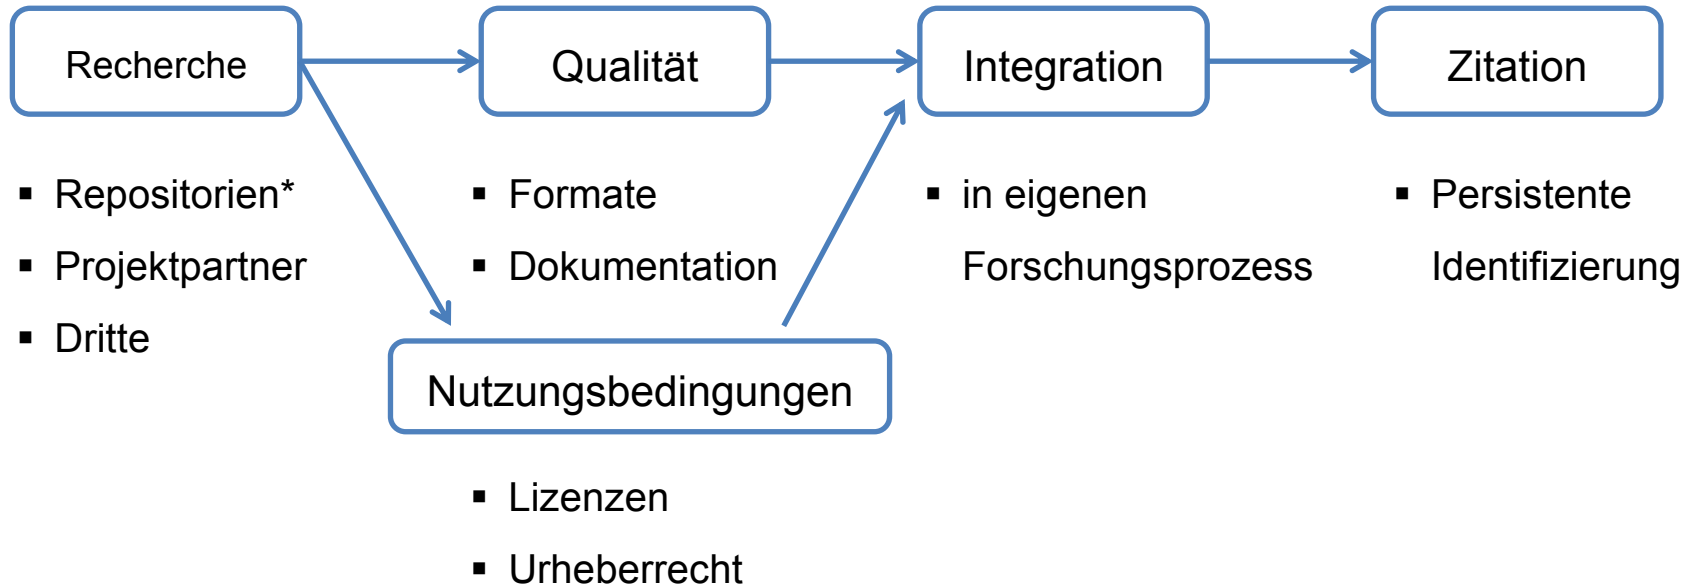 Recherche
Qualität
Integration
Zitation
▪ Repositorien*
▪ Projektpartner
▪ Dritte
▪ Formate
▪ Dokumentation
▪ in eigenen
Forschungsprozess
▪ Persistente
Identifizierung
Nutzungsbedingungen
▪ Lizenzen
▪ Urheberrecht